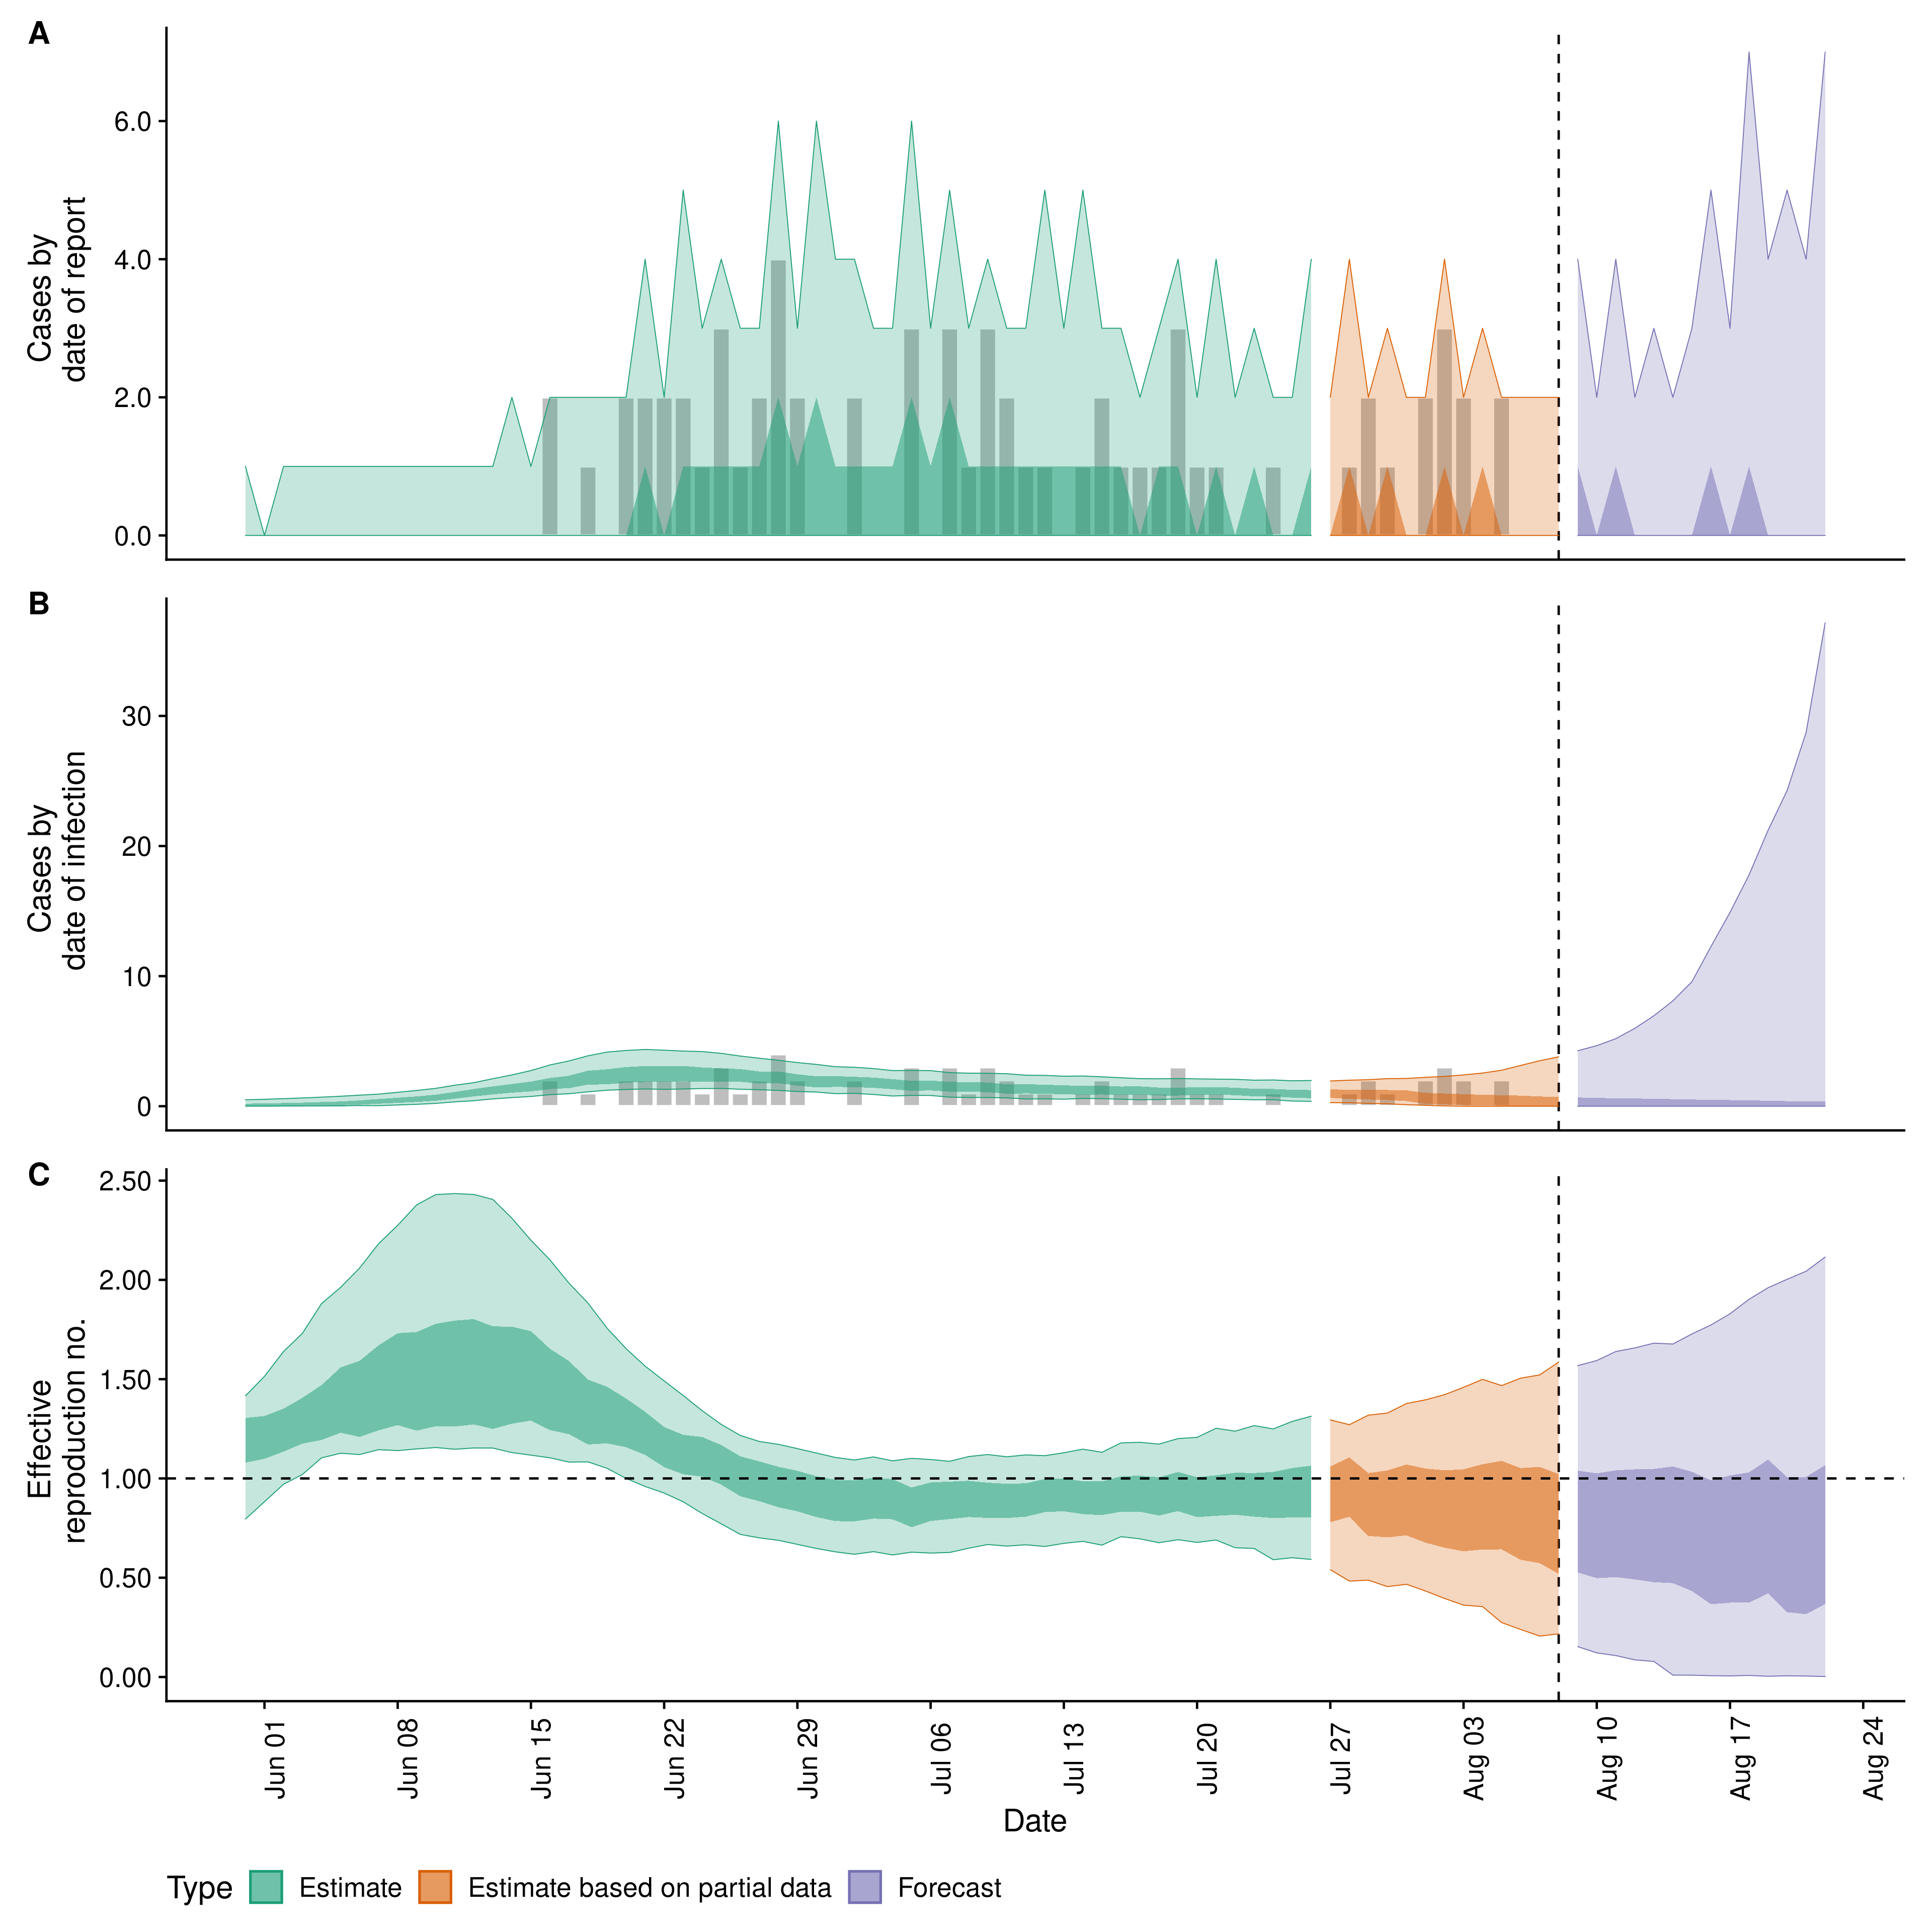 A
Cases by
date of report
6.0
4.0
2.0
0.0
B
Cases by
date of infection
30
20
10
0
C
Effective
reproduction no.
2.50
2.00
1.50
1.00
0.50
0.00
Jun 01
Jun 08
Jun 15
Jun 22
Jun 29
Jul 06
Jul 13
Jul 20
Jul 27
Aug 03
Aug 10
Aug 17
Aug 24
Date
Type Estimate Estimate based on partial data Forecast